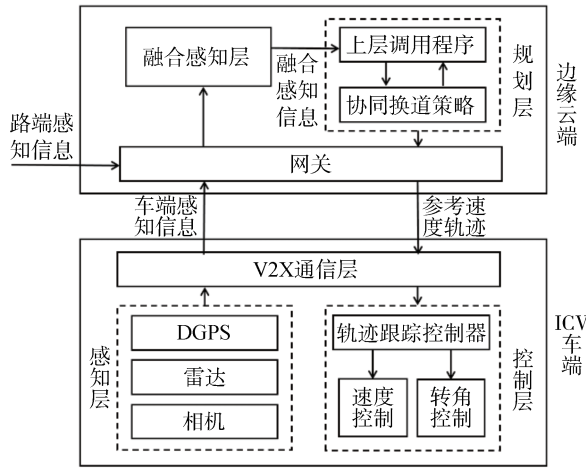 融合感知层
融合
感知
信息
上层调用程序
协同换道策略
规划层
边缘云端
路端感
知信息
网关
车端感
知信息
参考速
度轨迹
V2X通信层
感知层
DGPS
雷达
相机
轨迹跟踪控制器
速度
控制
转角
控制
控制层
ICV
车端